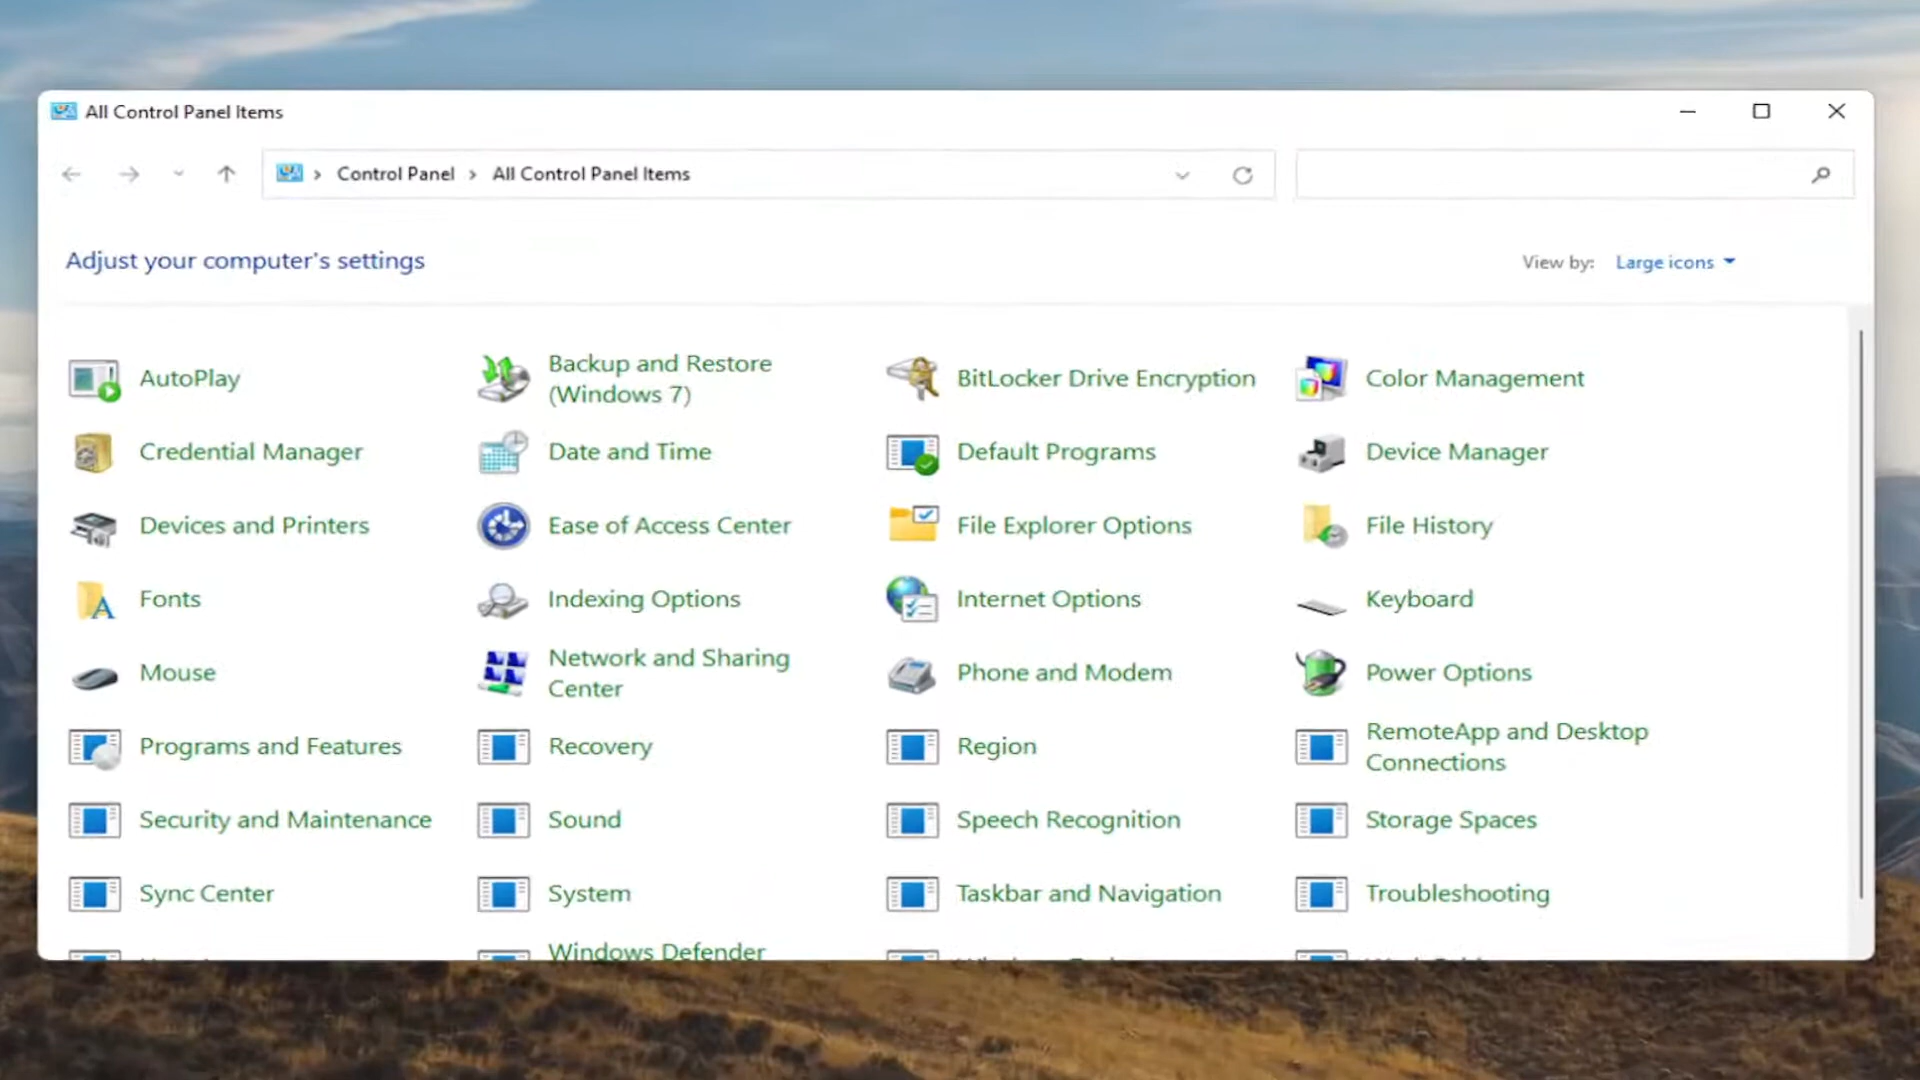 All Control Panel Items
Control Panel > All Control Panel Items
Adjust your computer's settings
View by: Large icons
AutoPlay
Backup and Restore
(Windows 7)
BitLocker Drive Encryption
Color Management
Credential Manager
Date and Time
Default Programs
Device Manager
Devices and Printers
Ease of Access Center
File Explorer Options
File History
Fonts
Indexing Options
Internet Options
Keyboard
Mouse
Network and Sharing
Center
Phone and Modem
Power Options
Programs and Features
Recovery
Region
RemoteApp and Desktop
Connections
Security and Maintenance
Sound
Speech Recognition
Storage Spaces
Sync Center
System
Taskbar and Navigation
Troubleshooting
Windows Defender